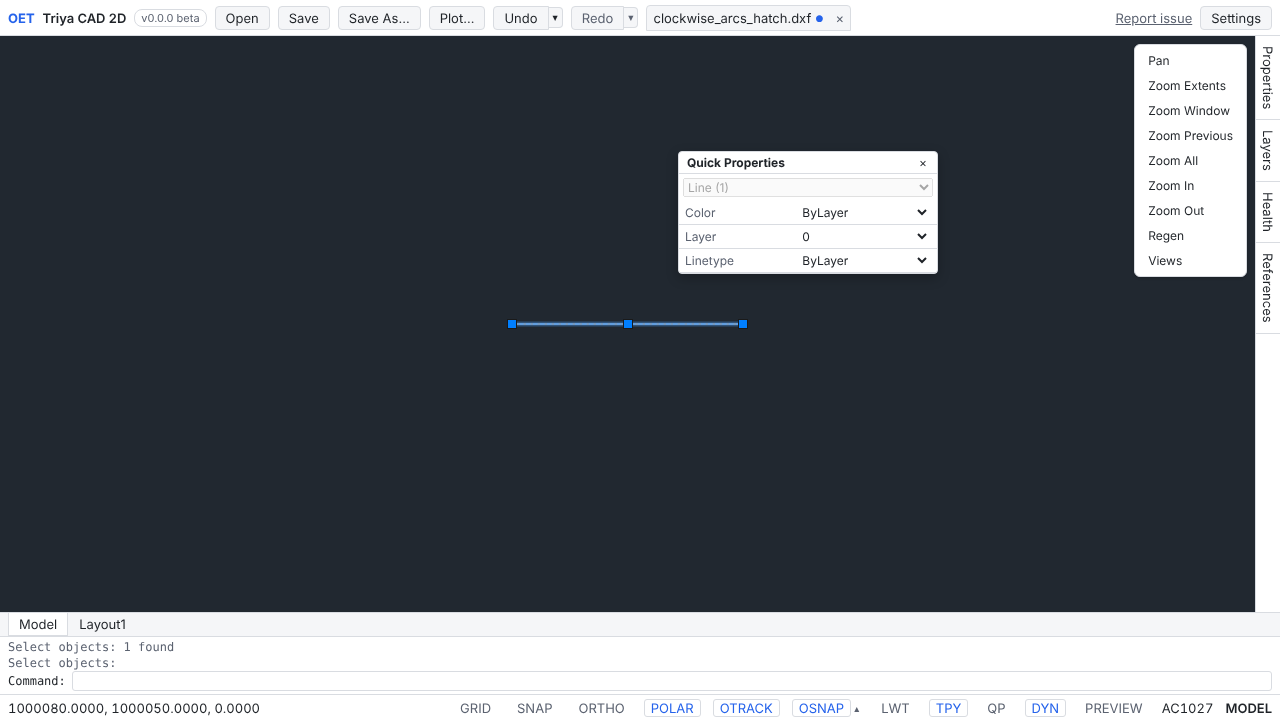 OET Triya CAD 2D v0.0.0 beta Open Save Save As... Plot... Undo ▾ Redo ▾ clockwise_arcs_hatch.dxf ● × Report issue Settings
Pan
Zoom Extents
Zoom Window
Zoom Previous
Zoom All
Zoom In
Zoom Out
Regen
Views
Properties
Layers
Health
References
Quick Properties ×
Line (1)
Color ByLayer
Layer 0
Linetype ByLayer
Model Layout1
Select objects: 1 found
Select objects:
Command:
1000080.0000, 1000050.0000, 0.0000 GRID SNAP ORTHO POLAR OTRACK OSNAP ▴ LWT TPY QP DYN PREVIEW AC1027 MODEL